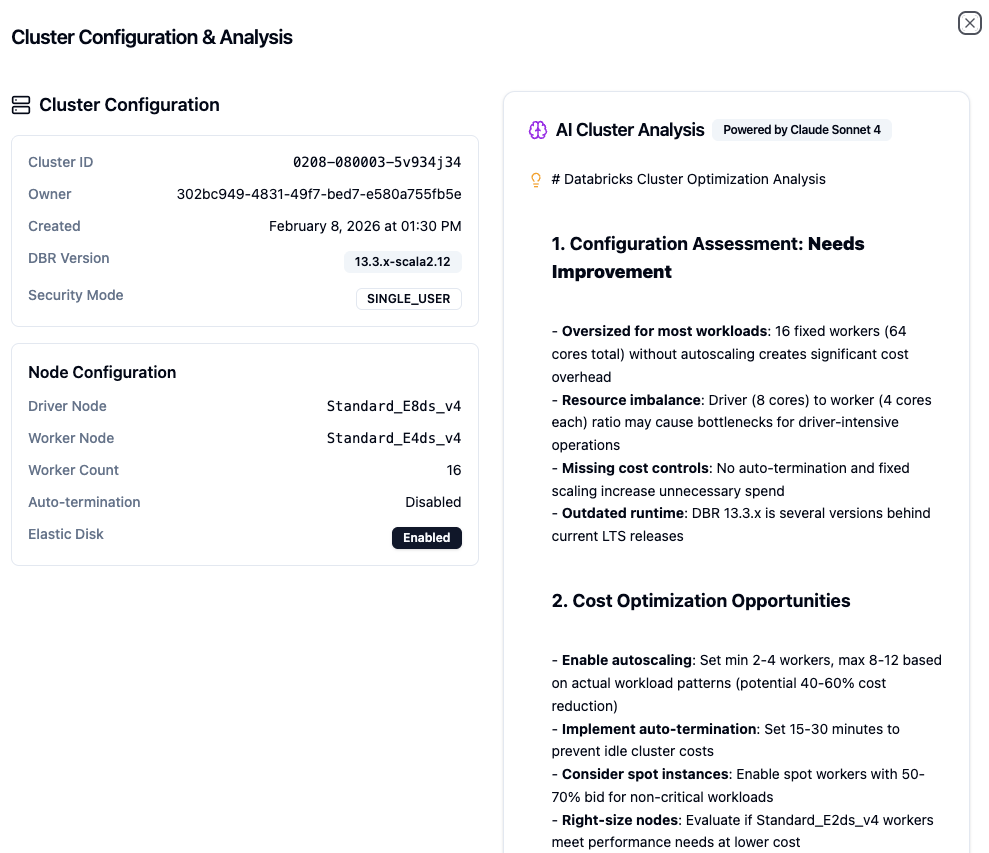 Cluster Configuration & Analysis
Cluster Configuration
Cluster ID 0208-080003-5v934j34
Owner 302bc949-4831-49f7-bed7-e580a755fb5e
Created February 8, 2026 at 01:30 PM
DBR Version 13.3.x-scala2.12
Security Mode SINGLE_USER
Node Configuration
Driver Node Standard_E8ds_v4
Worker Node Standard_E4ds_v4
Worker Count 16
Auto-termination Disabled
Elastic Disk Enabled
AI Cluster Analysis Powered by Claude Sonnet 4
# Databricks Cluster Optimization Analysis
1. Configuration Assessment: Needs
Improvement
- Oversized for most workloads: 16 fixed workers (64
cores total) without autoscaling creates significant cost
overhead
- Resource imbalance: Driver (8 cores) to worker (4 cores
each) ratio may cause bottlenecks for driver-intensive
operations
- Missing cost controls: No auto-termination and fixed
scaling increase unnecessary spend
- Outdated runtime: DBR 13.3.x is several versions behind
current LTS releases
2. Cost Optimization Opportunities
- Enable autoscaling: Set min 2-4 workers, max 8-12 based
on actual workload patterns (potential 40-60% cost
reduction)
- Implement auto-termination: Set 15-30 minutes to
prevent idle cluster costs
- Consider spot instances: Enable spot workers with 50-
70% bid for non-critical workloads
- Right-size nodes: Evaluate if Standard_E2ds_v4 workers
meet performance needs at lower cost